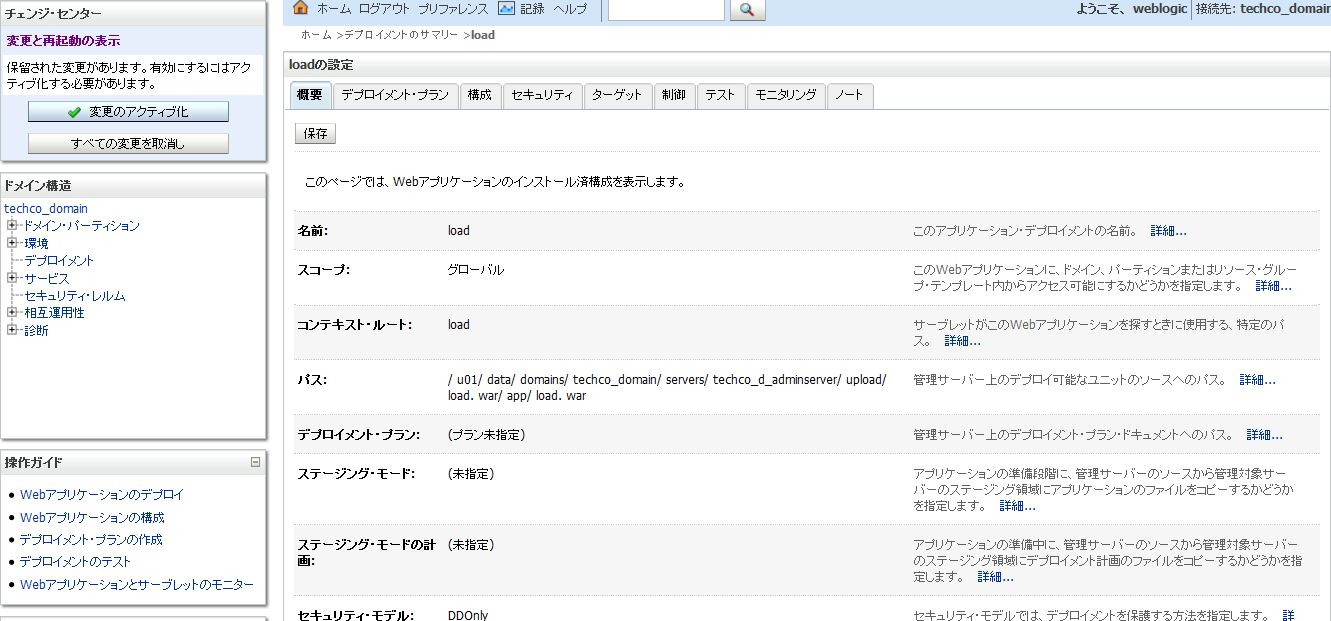 チェンジ・センター
変更と再起動の表示
保留された変更があります。有効にするにはアク
ティブ化する必要があります。
変更のアクティブ化
すべての変更を取消し
ドメイン構造
techco_domain
ドメイン・パーティション
環境
デプロイメント
サービス
セキュリティ・レルム
相互運用性
診断
操作ガイド
Webアプリケーションのデプロイ
Webアプリケーションの構成
デプロイメント・プランの作成
デプロイメントのテスト
Webアプリケーションとサーブレットのモニター
ホーム ログアウト プリファレンス 記録 ヘルプ
ようこそ、weblogic 接続先: techco_domain
ホーム >デプロイメントのサマリー >load
loadの設定
概要 デプロイメント・プラン 構成 セキュリティ ターゲット 制御 テスト モニタリング ノート
保存
このページでは、Webアプリケーションのインストール済構成を表示します。
名前: load このアプリケーション・デプロイメントの名前。 詳細...
スコープ: グローバル このWebアプリケーションに、ドメイン、パーティションまたはリソース・グルー
プ・テンプレート内からアクセス可能にするかどうかを指定します。 詳細...
コンテキスト・ルート: load サーブレットがこのWebアプリケーションを探すときに使用する、特定のパ
ス。 詳細...
パス: / u01/ data/ domains/ techco_domain/ servers/ techco_d_adminserver/ upload/ 管理サーバー上のデプロイ可能なユニットのソースへのパス。 詳細...
load. war/ app/ load. war
デプロイメント・プラン: (プラン未指定) 管理サーバー上のデプロイメント・プラン・ドキュメントへのパス。 詳細...
ステージング・モード: (未指定) アプリケーションの準備段階に、管理サーバーのソースから管理対象サー
バーのステージング領域にアプリケーションのファイルをコピーするかどうか
を指定します。 詳細...
ステージング・モードの計 (未指定) アプリケーションの準備中に、管理サーバーのソースから管理対象サーバー
画: のステージング領域にデプロイメント計画のファイルをコピーするかどうかを指
定します。 詳細...
セキュリティ・モデル: DDOnly セキュリティ・モデルでは、デプロイメントを保護する方法を指定します。 詳